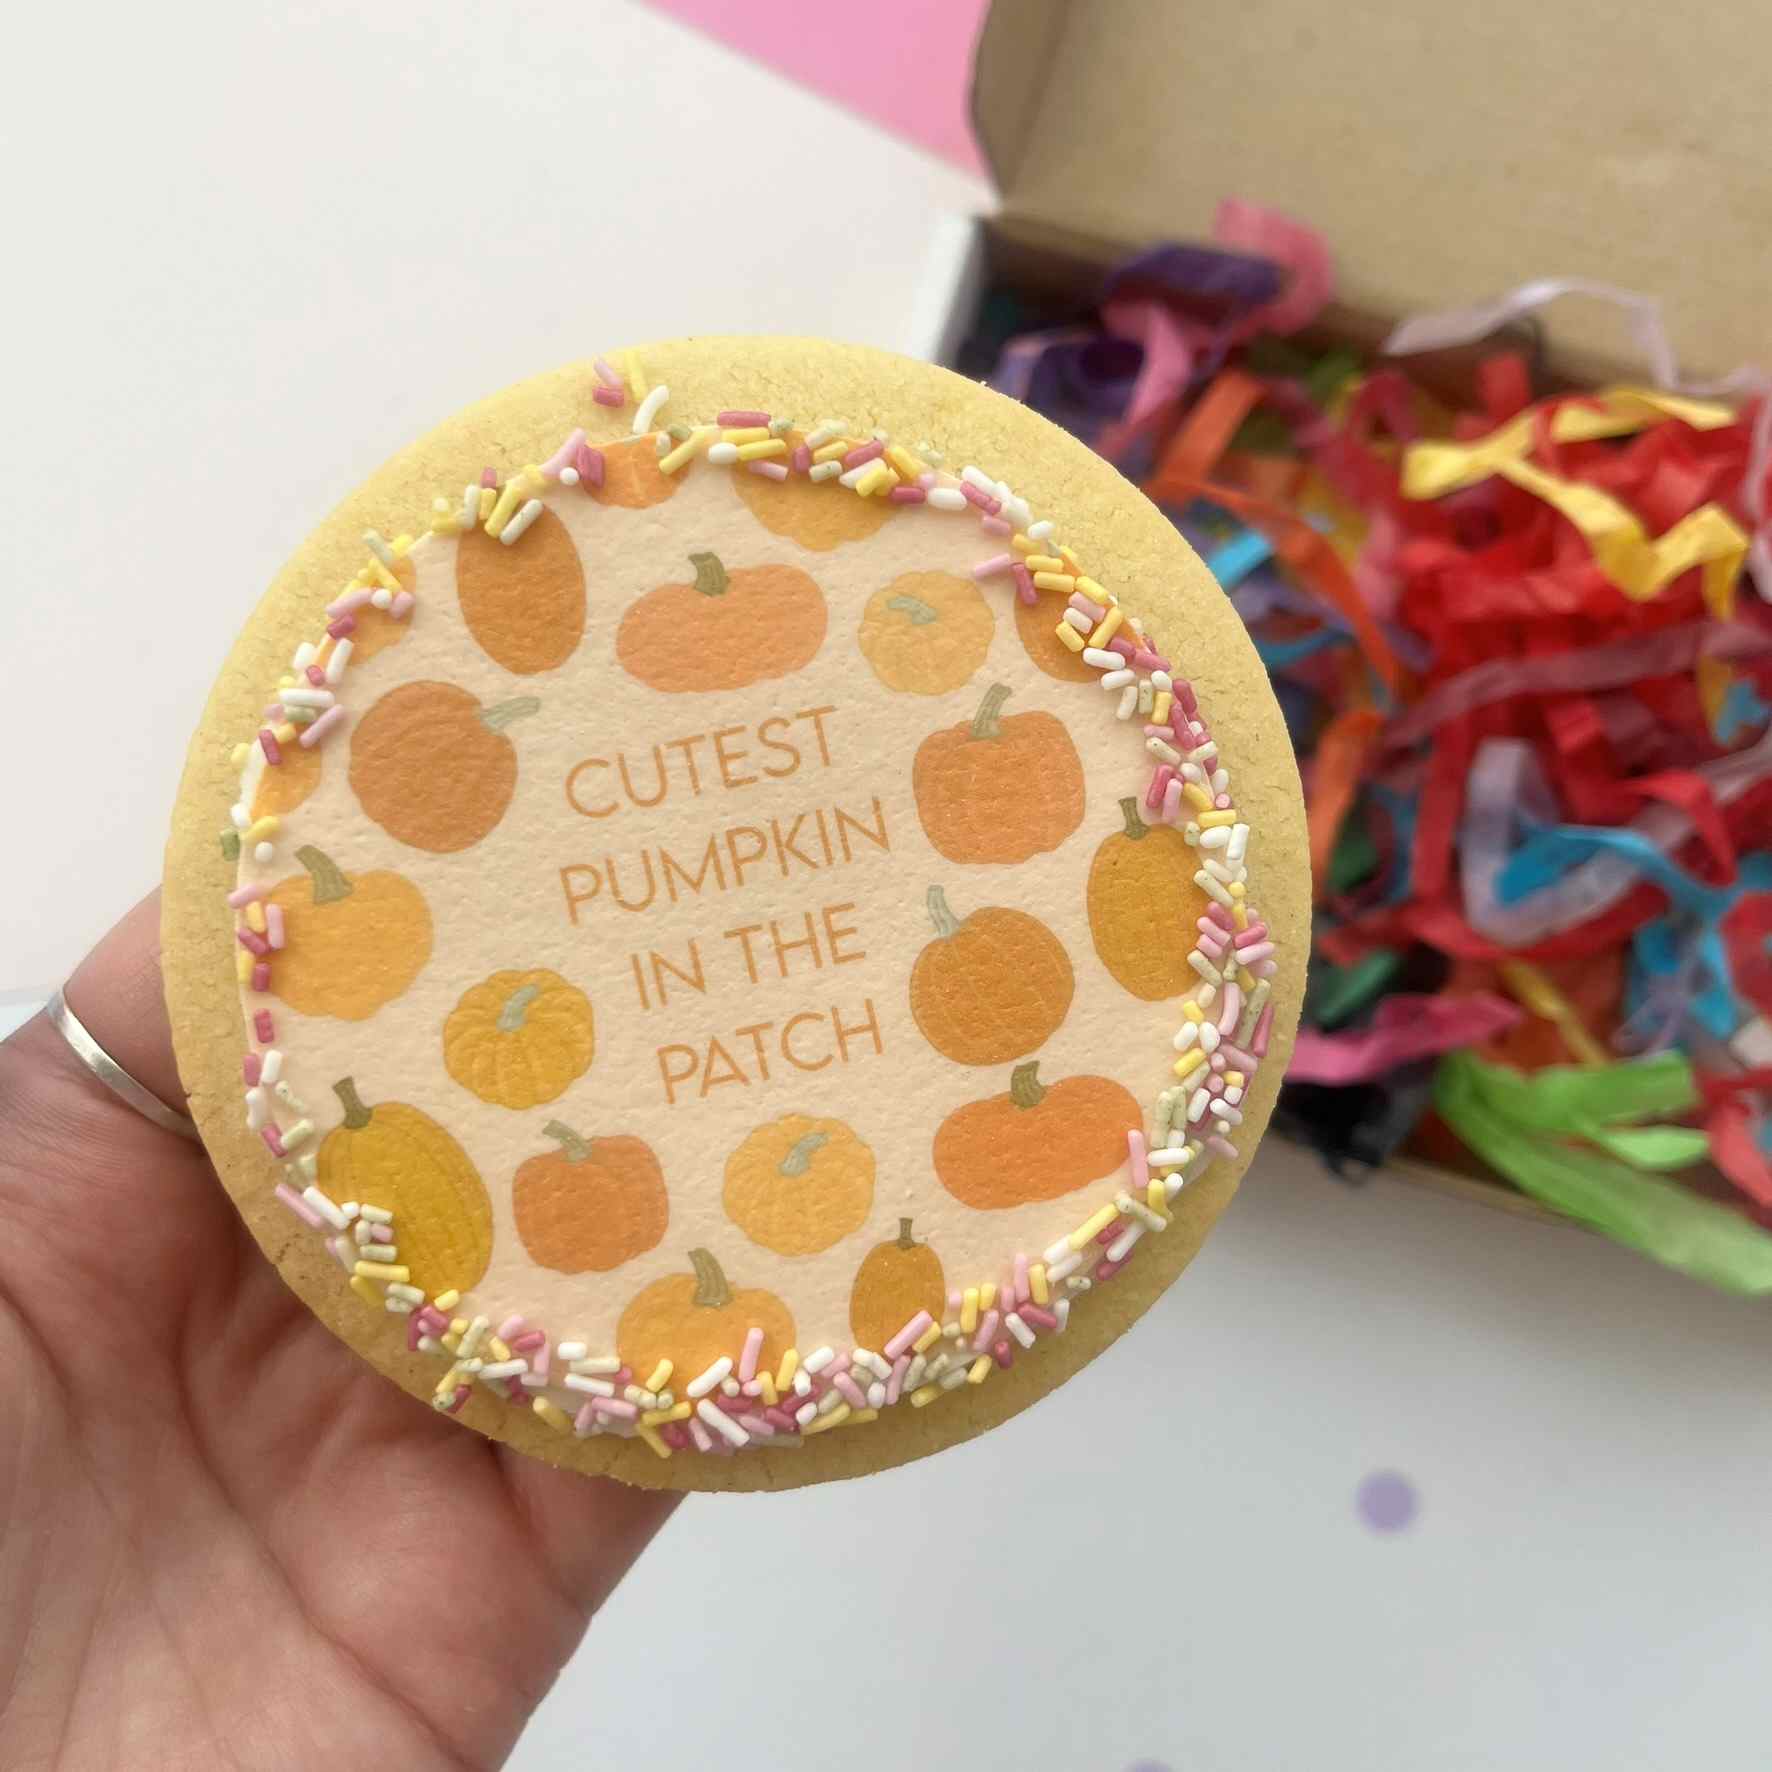 CUTEST
PUMPKIN
IN THE
PATCH